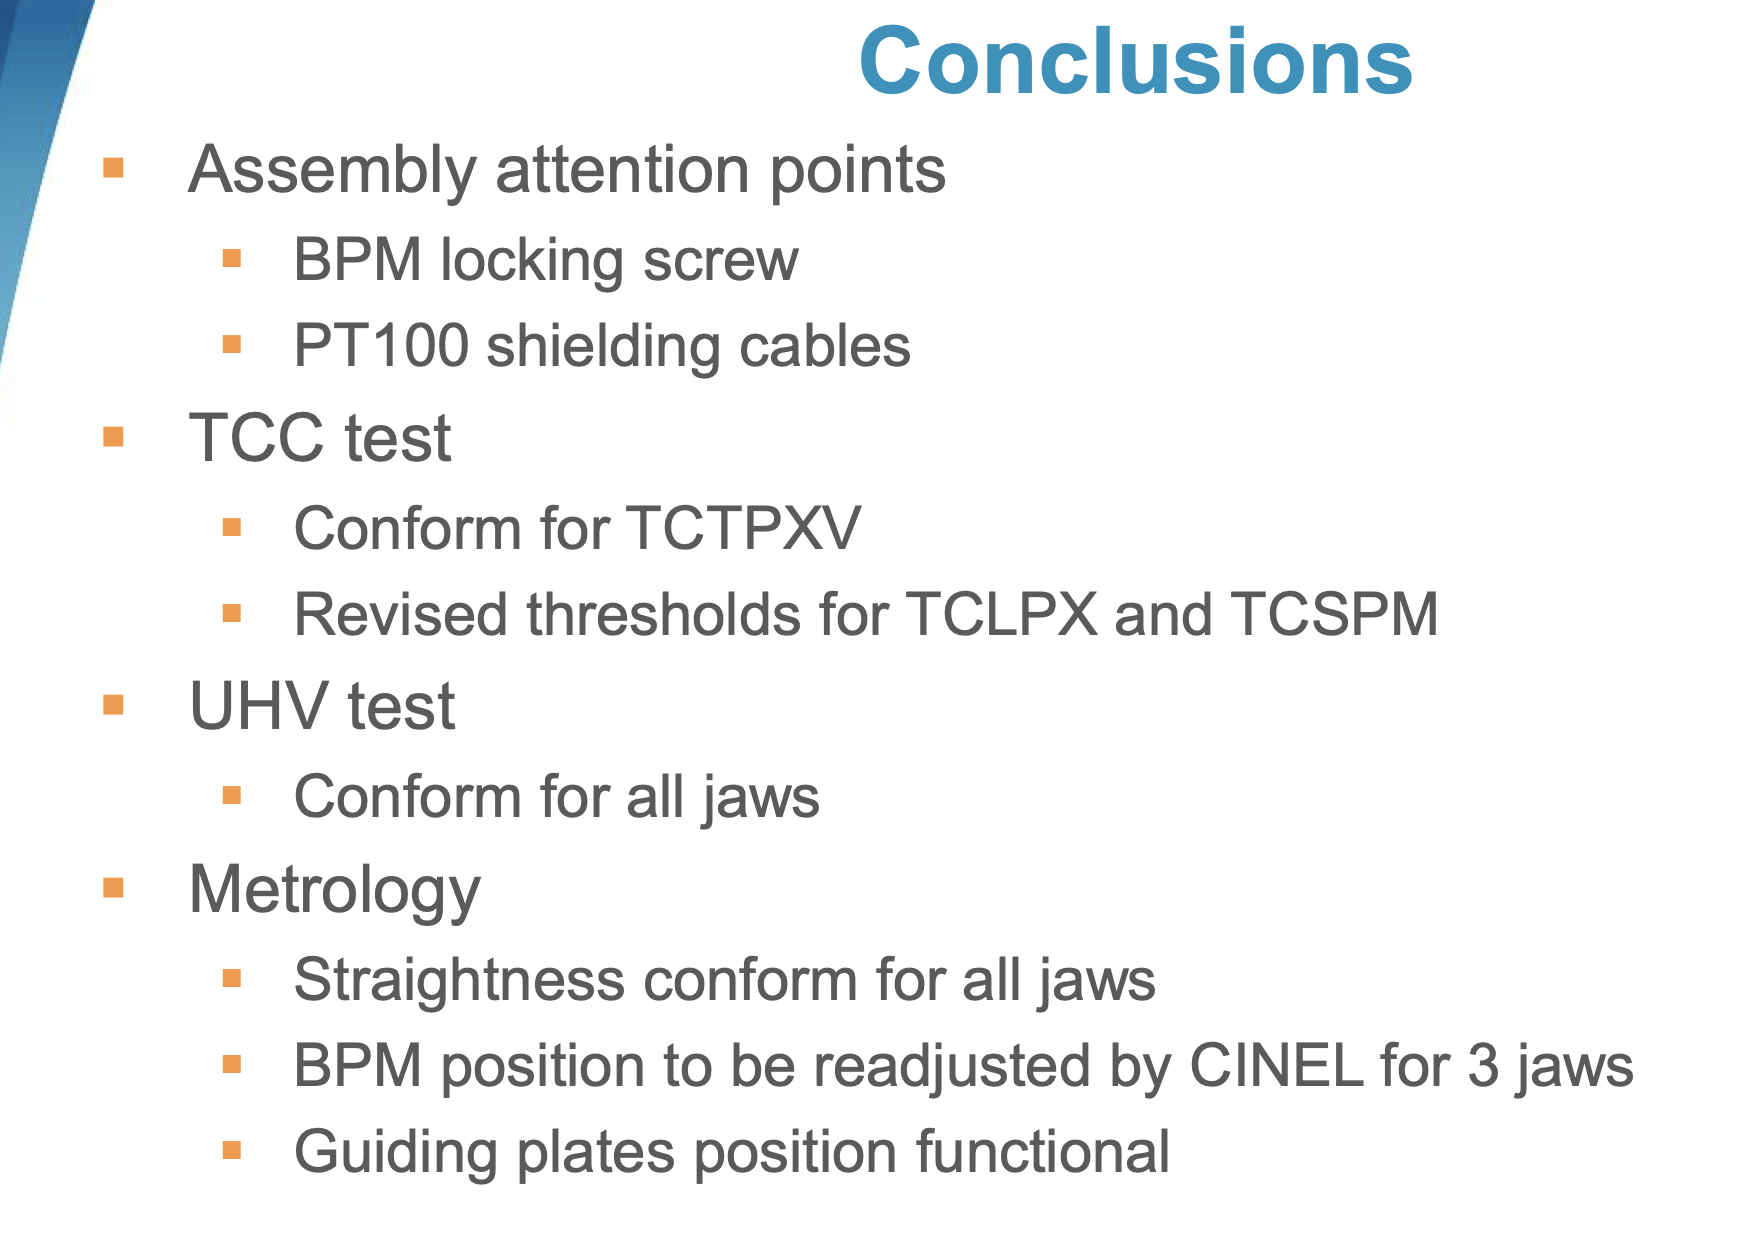 Conclusions
Assembly attention points
BPM locking screw
PT100 shielding cables
TCC test
Conform for TCTPXV
Revised thresholds for TCLPX and TCSPM
UHV test
Conform for all jaws
Metrology
Straightness conform for all jaws
BPM position to be readjusted by CINEL for 3 jaws
Guiding plates position functional